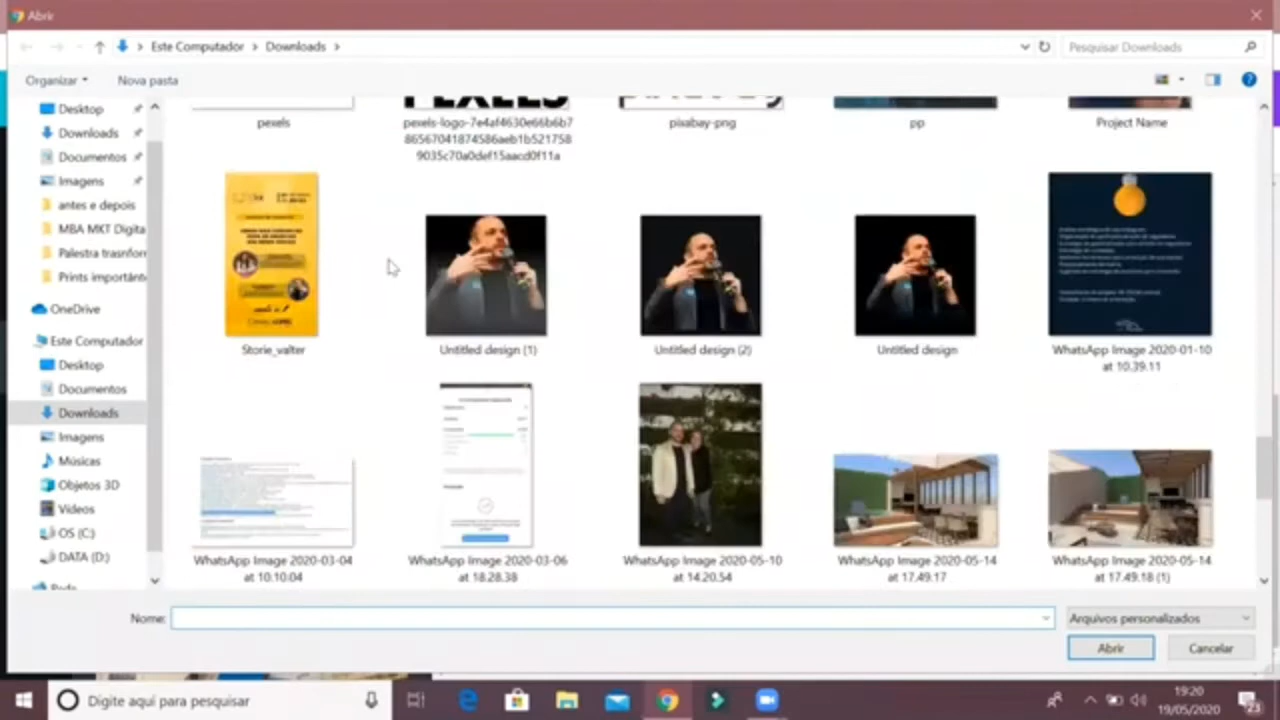 Abrir
Este Computador > Downloads >
Pesquisar Downloads
Organizar
Nova pasta
Desktop
Downloads
Documentos
Imagens
antes e depois
MBA MKT Digita
Palestra trasnforn
Prints importânte
OneDrive
Este Computador
Desktop
Documentos
Downloads
Imagens
Músicas
Objetos 3D
Vídeos
OS (C:)
DATA (D:)
Rede
PEXELS
pexels
pexels-logo-7e4af4630e66b6b7
86567041874586aeb1b521758
9035c70a0def15aacd0f11a
pixabay-png
pp
Project Name
Storie_valter
Untitled design (1)
Untitled design (2)
Untitled design
WhatsApp Image 2020-01-10
at 10.39.11
WhatsApp Image 2020-03-04
at 10.10.04
WhatsApp Image 2020-03-06
at 18.28.38
WhatsApp Image 2020-05-10
at 14.20.54
WhatsApp Image 2020-05-14
at 17.49.17
WhatsApp Image 2020-05-14
at 17.49.18 (1)
Nome:
Arquivos personalizados
Abrir
Cancelar
Digite aqui para pesquisar
19:20
19/05/2020
23